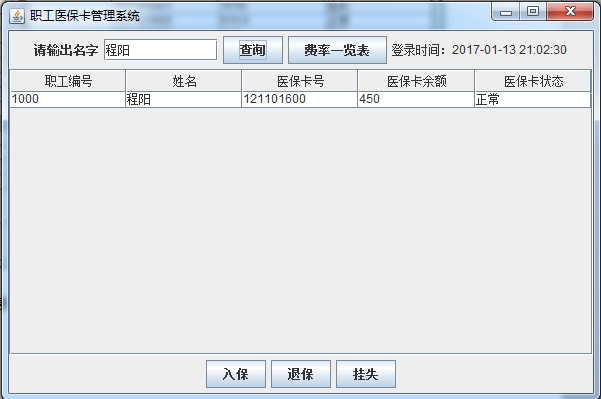 职工医保卡管理系统
请输出名字 程阳 查询 费率一览表 登录时间：2017-01-13 21:02:30
职工编号 姓名 医保卡号 医保卡余额 医保卡状态
1000 程阳 121101600 450 正常
入保 退保 挂失